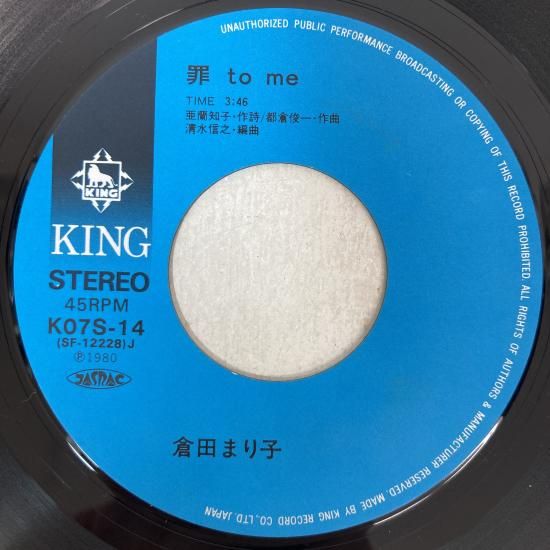 UNAUTHORIZED PUBLIC PERFORMANCE BROADCASTING OR COPYING OF THIS RECORD PROHIBITED. ALL RIGHTS OF AUTHORS & MANUFACTURER RESERVED. MADE BY KING RECORD CO., LTD. JAPAN
罪 to me
TIME 3:46
亜蘭知子・作詩/都倉俊一・作曲
清水信之・編曲
KING
KING
STEREO
45RPM
K07S-14
(SF-12228)J
Ⓟ1980
JASRAC
倉田まり子